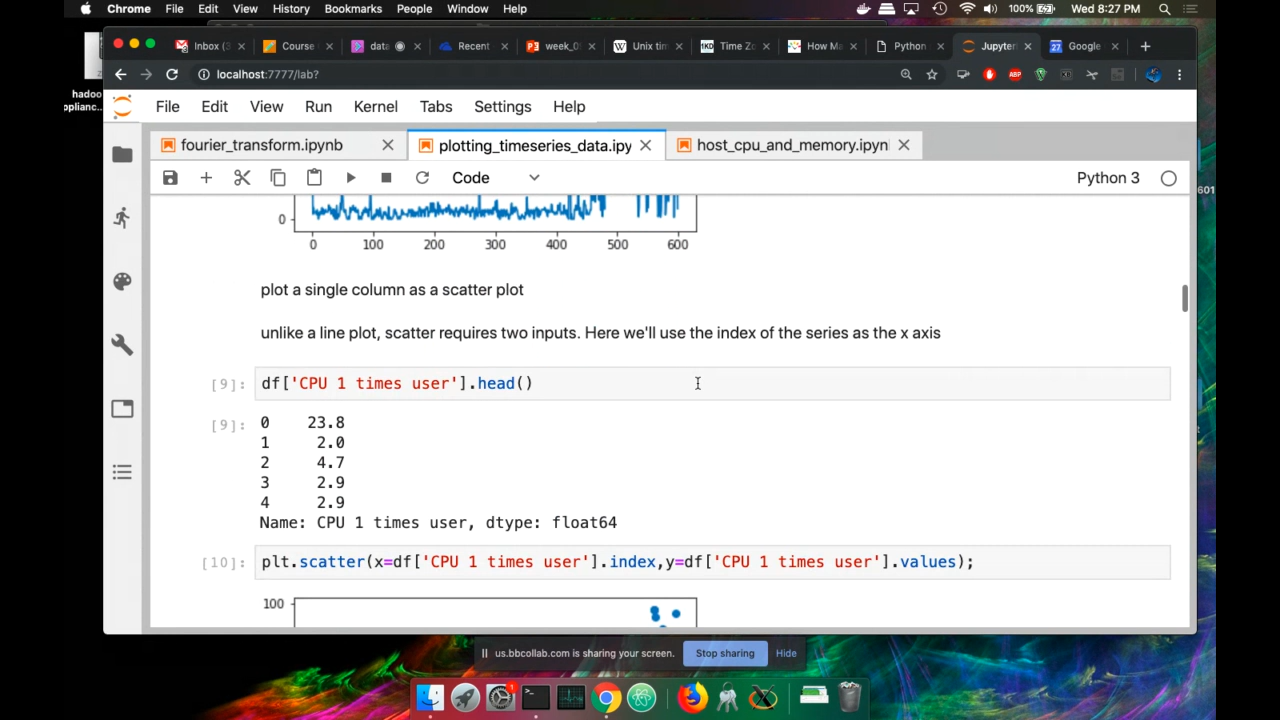 Chrome File Edit View History Bookmarks People Window Help 100% Wed 8:27 PM
Inbox (3 Course data Recent week_0 Unix tim Time Zo How Ma Python Jupyter Google
localhost:7777/lab?
ABP
hadoo
pplianc...
File Edit View Run Kernel Tabs Settings Help
fourier_transform.ipynb plotting_timeseries_data.ipy host_cpu_and_memory.ipynl
Code Python 3
601
0
0 100 200 300 400 500 600
plot a single column as a scatter plot
unlike a line plot, scatter requires two inputs. Here we'll use the index of the series as the x axis
[9]: df['CPU 1 times user'].head()
[9]: 0 23.8
1 2.0
2 4.7
3 2.9
4 2.9
Name: CPU 1 times user, dtype: float64
[10]: plt.scatter(x=df['CPU 1 times user'].index,y=df['CPU 1 times user'].values);
100
us.bbcollab.com is sharing your screen. Stop sharing Hide